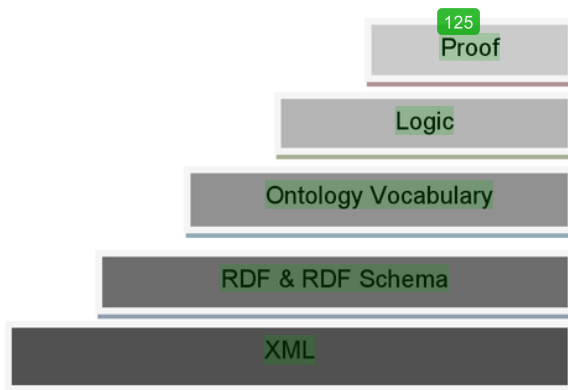 125
Proof
Logic
Ontology Vocabulary
RDF & RDF Schema
XML